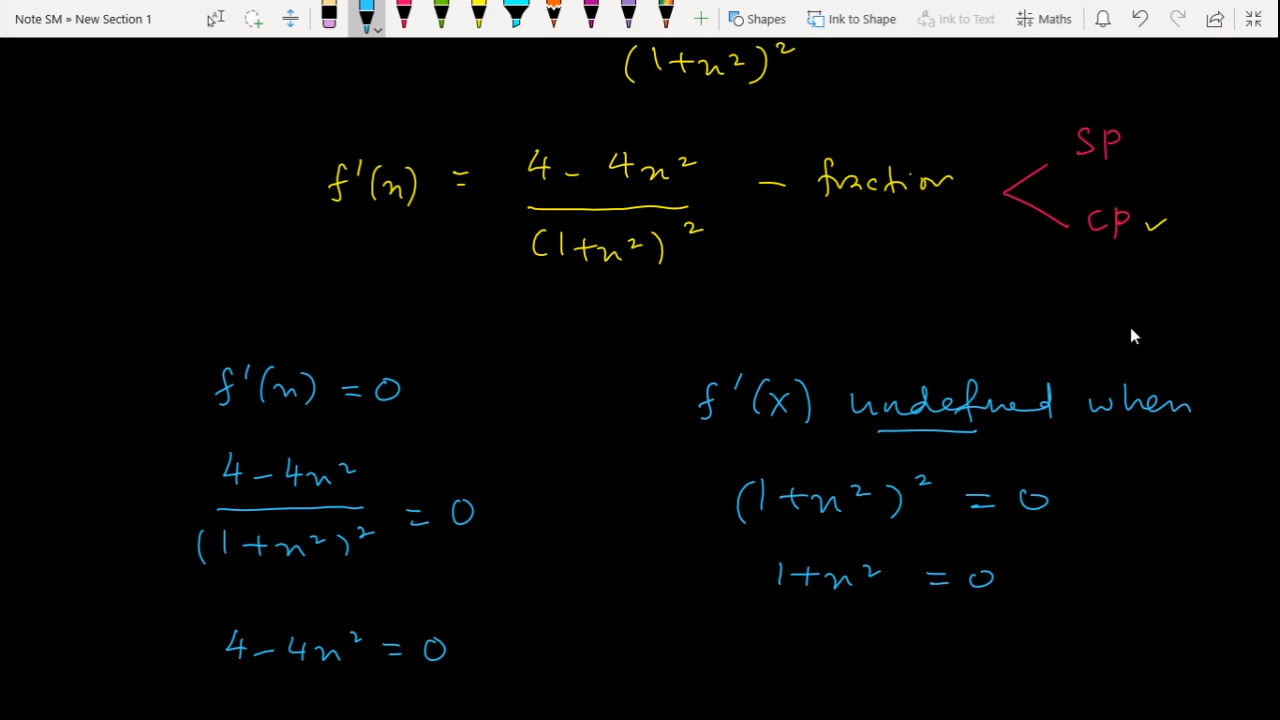 Note SM » New Section 1 Shapes Ink to Shape Ink to Text Maths
(1+x²)²
f'(x) = 4 - 4x² / (1+x²)² - fraction
SP
CP ✓
f'(x) = 0
4 - 4x² / (1+x²)² = 0
4 - 4x² = 0
f'(x) undefined when
(1+x²)² = 0
1+x² = 0